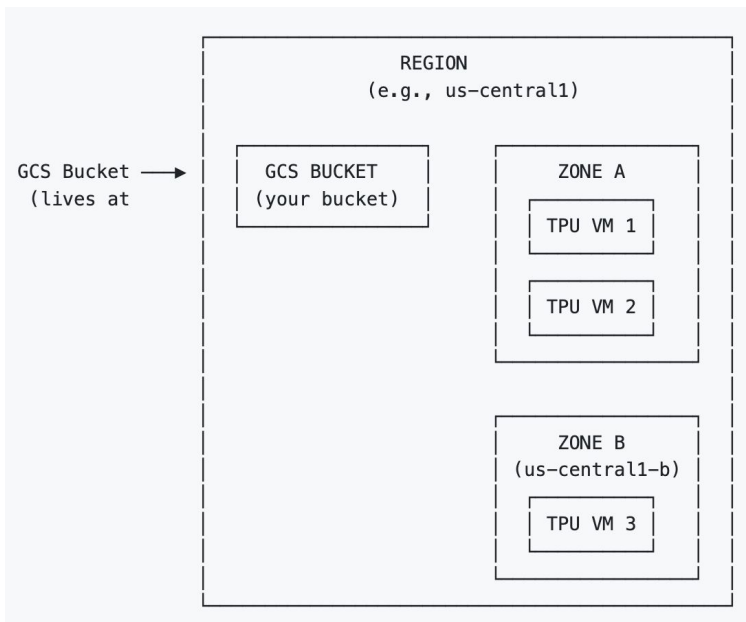 REGION
(e.g., us-central1)
GCS Bucket
(lives at
GCS BUCKET
(your bucket)
ZONE A
TPU VM 1
TPU VM 2
ZONE B
(us-central1-b)
TPU VM 3